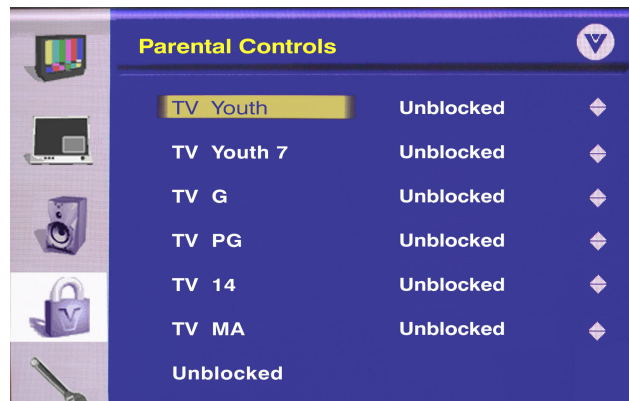 Parental Controls
TV Youth Unblocked
TV Youth 7 Unblocked
TV G Unblocked
TV PG Unblocked
TV 14 Unblocked
TV MA Unblocked
Unblocked